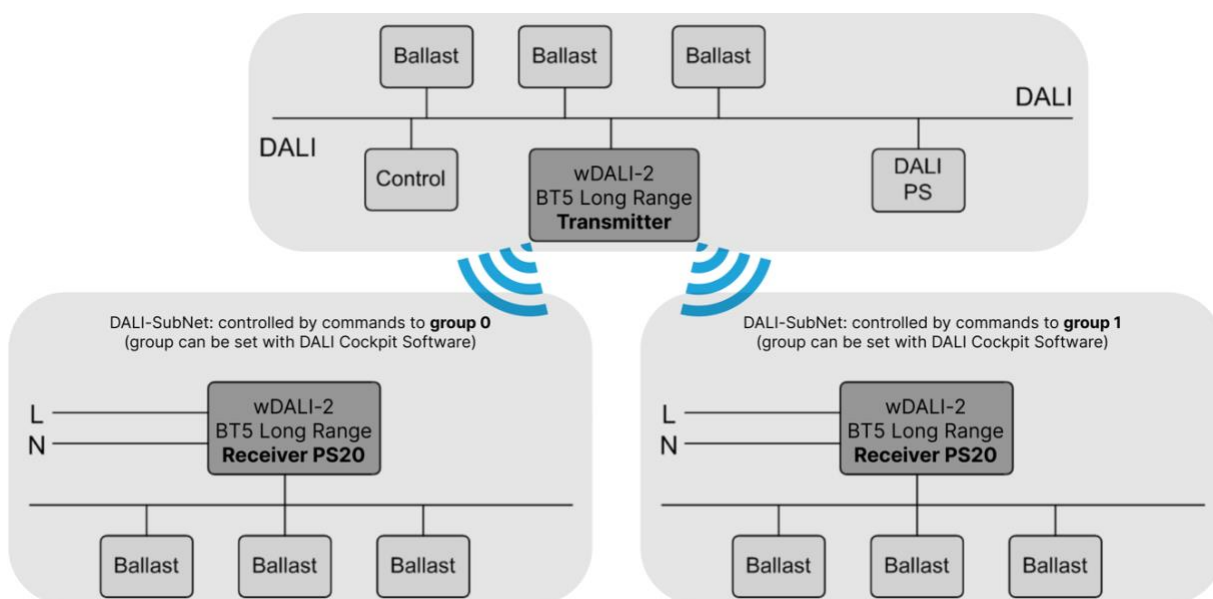 Ballast
Ballast
Ballast
DALI
DALI
Control
wDALI-2
BT5 Long Range
Transmitter
DALI
PS
DALI-SubNet: controlled by commands to group 0
(group can be set with DALI Cockpit Software)
L
N
wDALI-2
BT5 Long Range
Receiver PS20
Ballast
Ballast
Ballast
DALI-SubNet: controlled by commands to group 1
(group can be set with DALI Cockpit Software)
L
N
wDALI-2
BT5 Long Range
Receiver PS20
Ballast
Ballast
Ballast